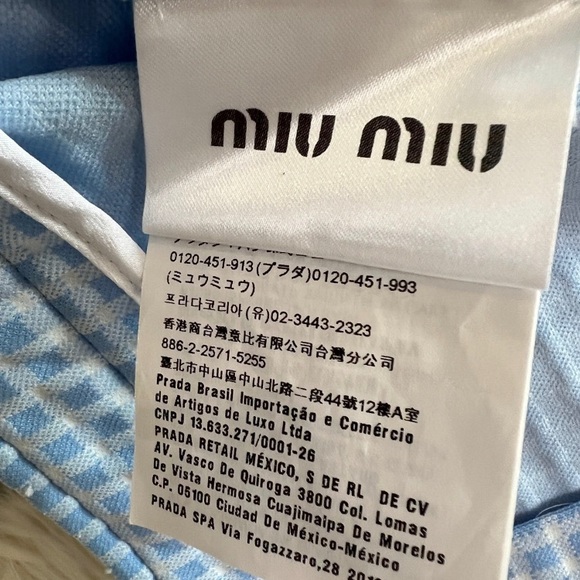 miu miu
0120-451-913(プラダ)0120-451-993
(ミュウミュウ)
프라다코리아(유)02-3443-2323
香港商台灣意比有限公司台灣分公司
886-2-2571-5255
臺北市中山區中山北路二段44號12樓A室
Prada Brasil Importação e Comércio
de Artigos de Luxo Ltda
CNPJ 13.633.271/0001-26
PRADA RETAIL MÉXICO, S DE RL DE CV
AV. Vasco De Quiroga 3800 Col. Lomas
De Vista Hermosa Cuajimalpa De Morelos
C.P. 05100 Ciudad De México-México
PRADA SPA Via Fogazzaro,28 201